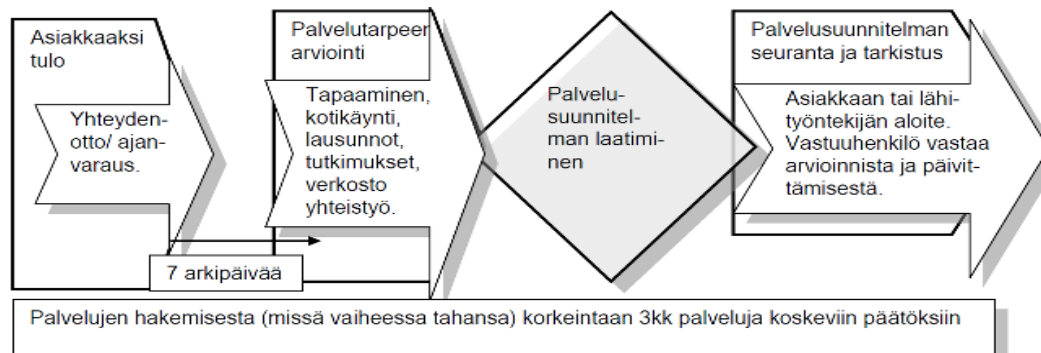 Asiakkaaksi
tulo
Yhteyden-
otto/ ajan-
varaus.
7 arkipäivää
Palvelutarpeen
arviointi
Tapaaminen,
kotikäynti,
lausunnot,
tutkimukset,
verkosto
yhteistyö.
Palvelu-
suunnitel-
man laatimi-
nen
Palvelusuunnitelman
seuranta ja tarkistus
Asiakkaan tai lähi-
työntekijän aloite.
Vastuuhenkilö vastaa
arvioinnista ja päivit-
tämisestä.
Palvelujen hakemisesta (missä vaiheessa tahansa) korkeintaan 3kk palveluja koskeviin päätöksiin